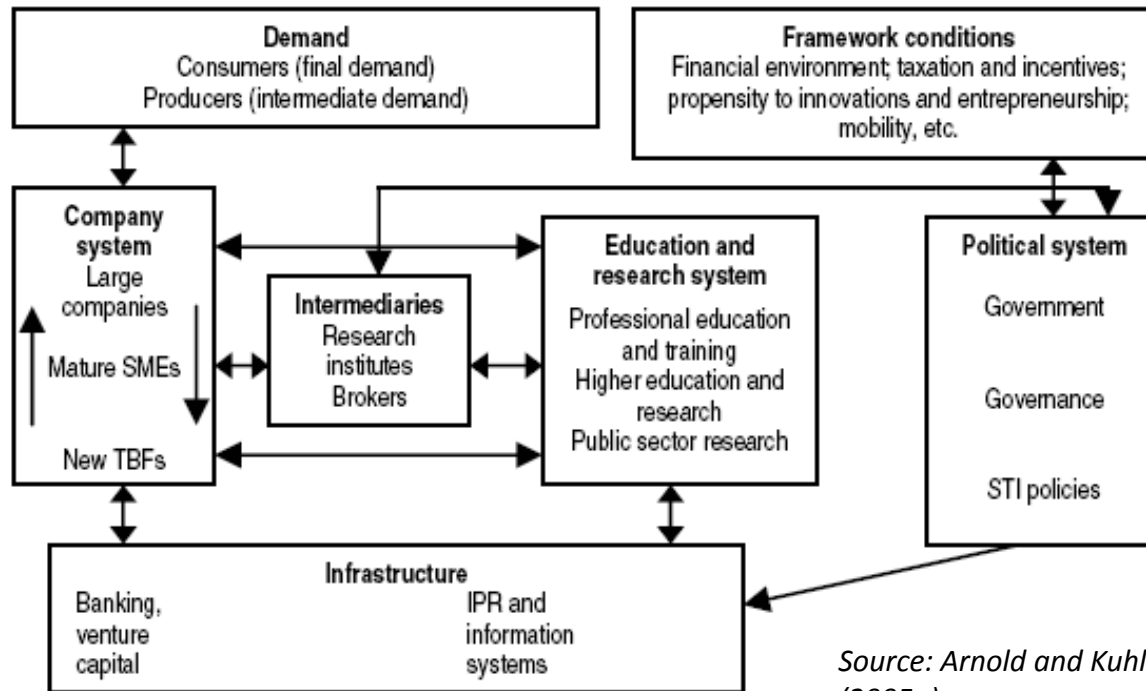 Demand
Consumers (final demand)
Producers (intermediate demand)
Framework conditions
Financial environment; taxation and incentives;
propensity to innovations and entrepreneurship;
mobility, etc.
Company
system
Large
companies
Mature SMEs
New TBFs
Intermediaries
Research
institutes
Brokers
Education and
research system
Professional education
and training
Higher education and
research
Public sector research
Political system
Government
Governance
STI policies
Infrastructure
Banking,
venture
capital
IPR and
information
systems
Source: Arnold and Kuhl